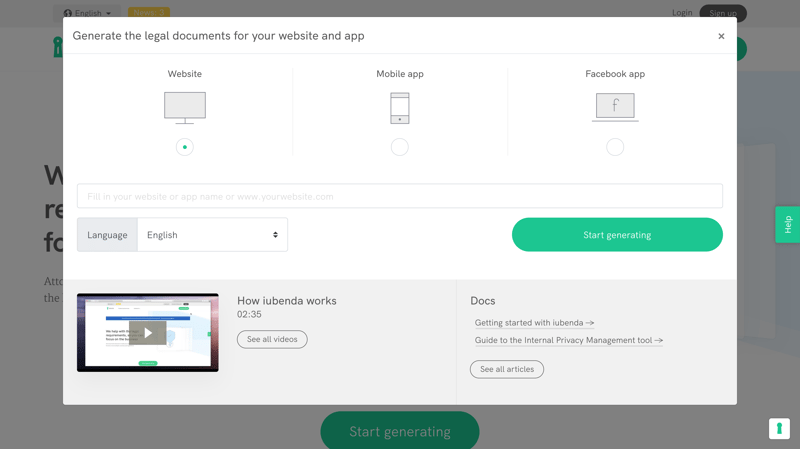 English
News: 5
Login
Sign up
Generate the legal documents for your website and app
×
Website
Mobile app
Facebook app
Fill in your website or app name or www.yourwebsite.com
Language
English
Start generating
Help
How iubenda works
02:35
See all videos
Docs
Getting started with iubenda
Guide to the Internal Privacy Management tool
See all articles
Start generating